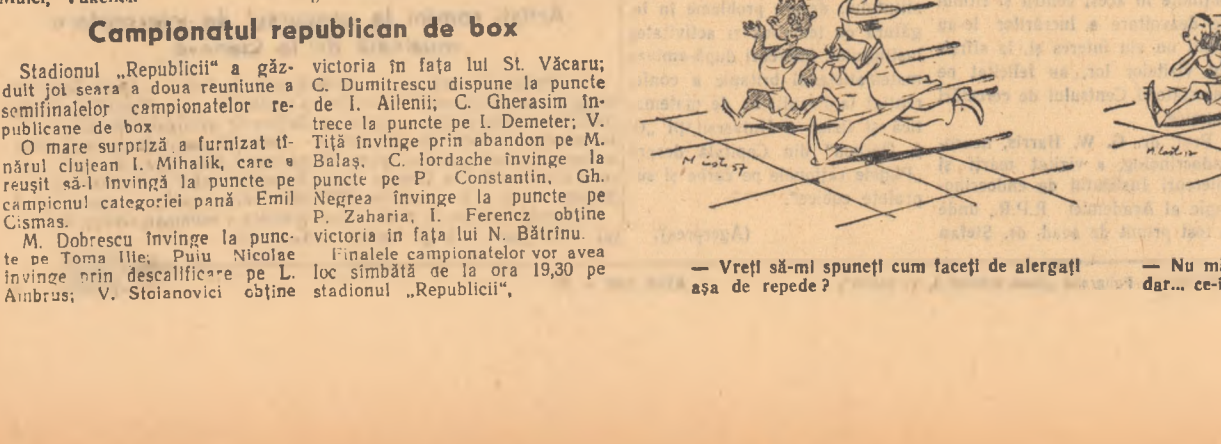 Campionatul republican de box
Stadionul „Republicii“ a găz-
duit joi seara a doua reuniune a
semifinalelor campionatelor re-
publicane de box
O mare surpriză a furnizat tî-
nărul clujean I. Mihalik, care a
reușit să-l învingă la puncte pe
campionul categoriei pană Emil
Cismas.
M. Dobrescu învinge la punc-
te pe Toma Ilie; Puiu Nicolae
învinge prin descalificare pe L.
Ambrus; V. Stoianovici obține
victoria în fața lui St. Văcaru;
C. Dumitrescu dispune la puncte
de I. Ailenii; C. Gherasim în-
trece la puncte pe I. Demeter; V.
Tiță învinge prin abandon pe M.
Balaș. C. Iordache învinge la
puncte pe P. Constantin, Gh.
Negrea învinge la puncte pe
P. Zaharia, I. Ferencz obține
victoria in fața lui N. Bătrînu.
Finalele campionatelor vor avea
loc sîmbătă de la ora 19,30 pe
stadionul „Republicii“,
— Vreți să-mi spuneți cum faceți de alergați
așa de repede?
— Nu
dar... ce-i